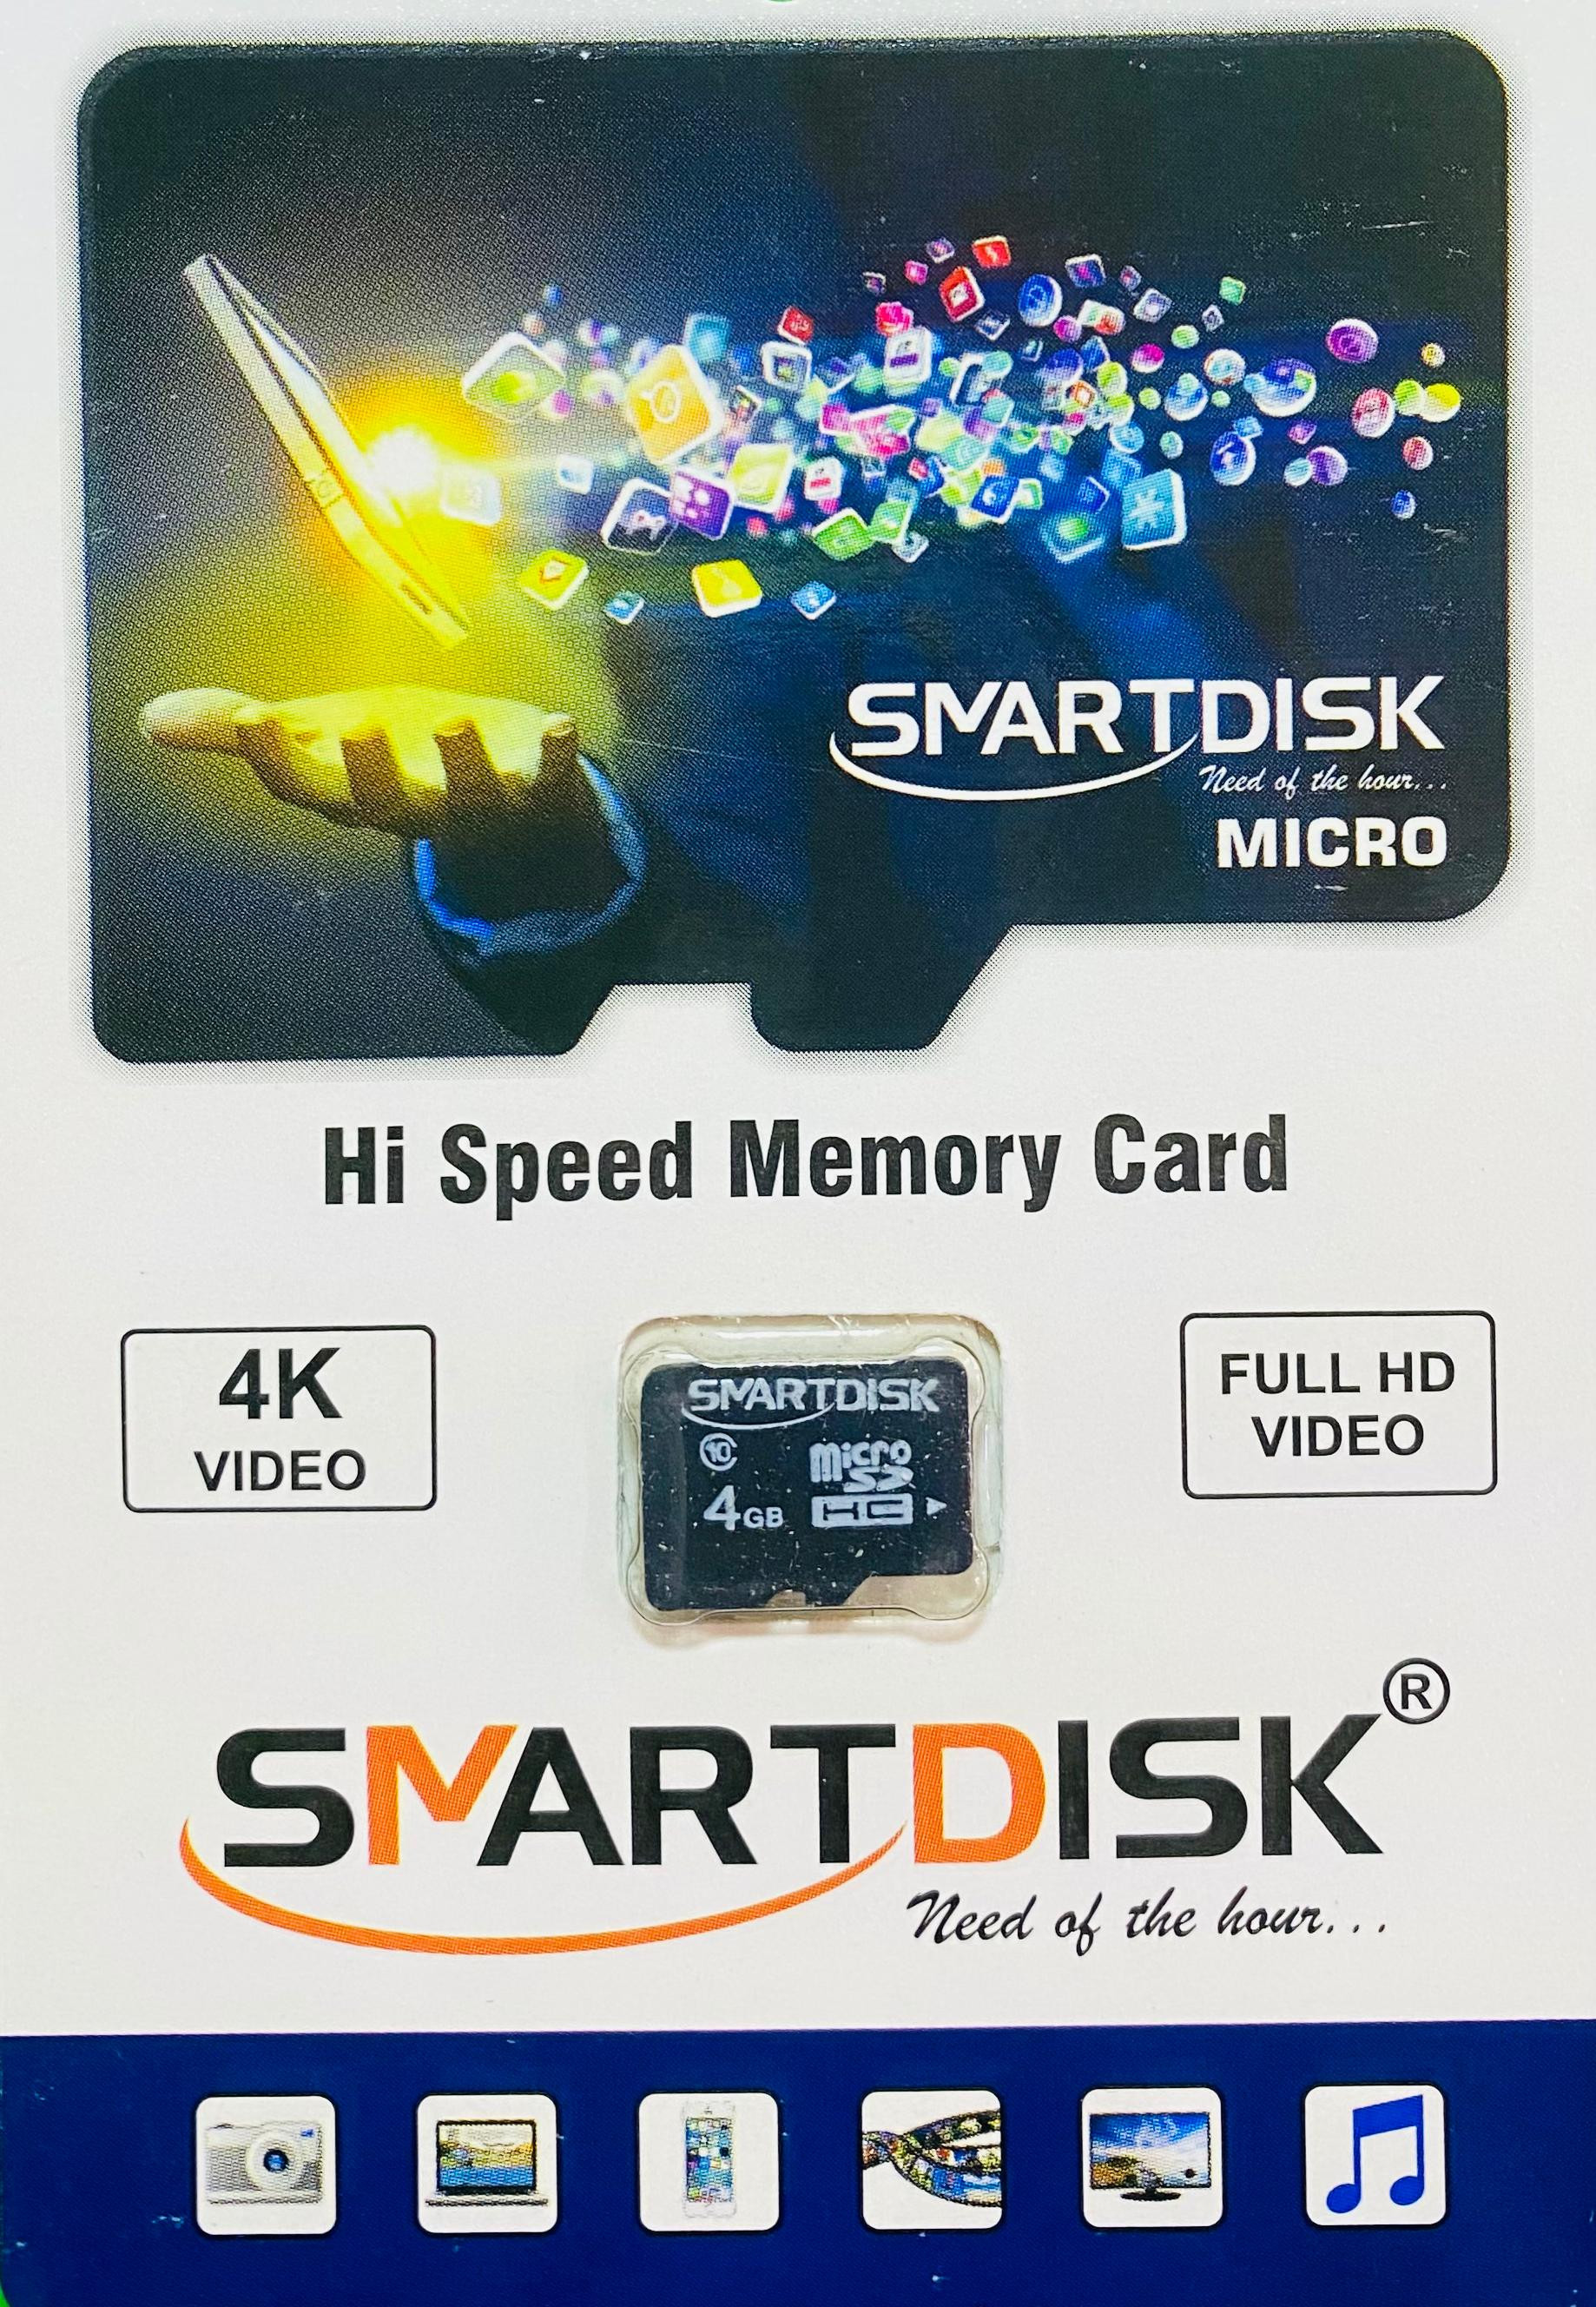 SMARTDISK
Need of the hour...
MICRO
Hi Speed Memory Card
4K
VIDEO
SMARTDISK
10
micro
SD
HC
4GB
FULL HD
VIDEO
SMARTDISK®
Need of the hour...